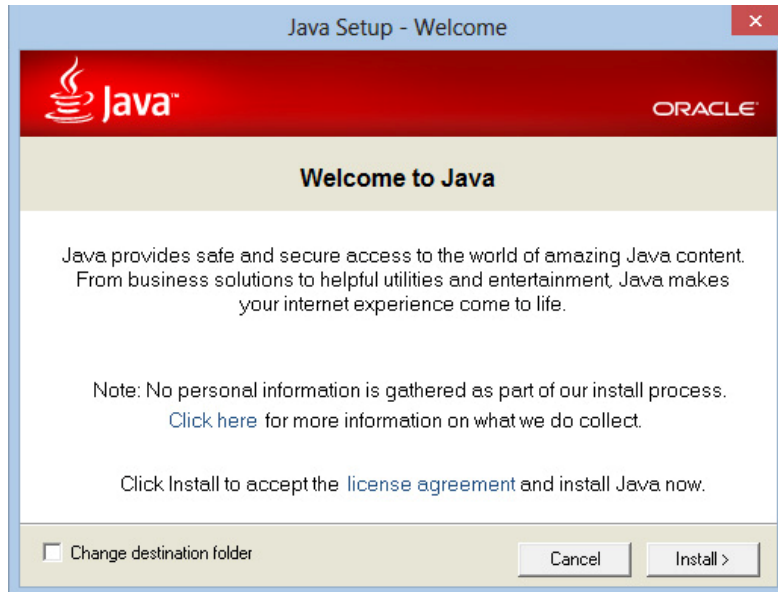 Java Setup - Welcome
Java™
ORACLE®
Welcome to Java
Java provides safe and secure access to the world of amazing Java content.
From business solutions to helpful utilities and entertainment, Java makes
your internet experience come to life.
Note: No personal information is gathered as part of our install process.
Click here for more information on what we do collect.
Click Install to accept the license agreement and install Java now.
Change destination folder
Cancel
Install >